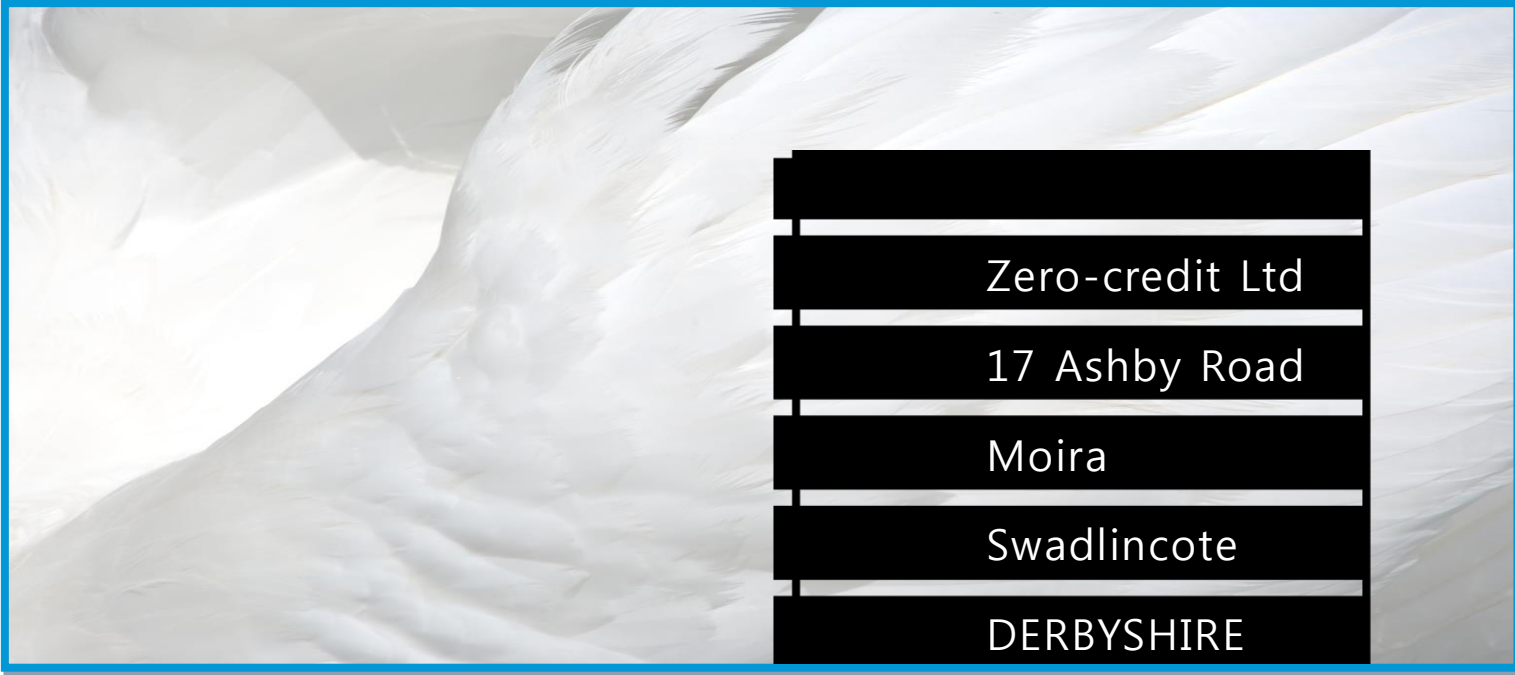 Zero-credit Ltd
17 Ashby Road
Moira
Swadlincote
DERBYSHIRE